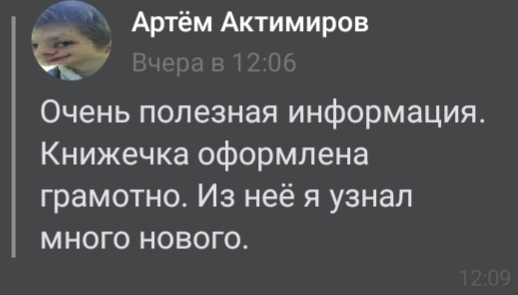 Артём Актимиров
Вчера в 12:06
Очень полезная информация.
Книжечка оформлена
грамотно. Из неё я узнал
много нового.
12:09